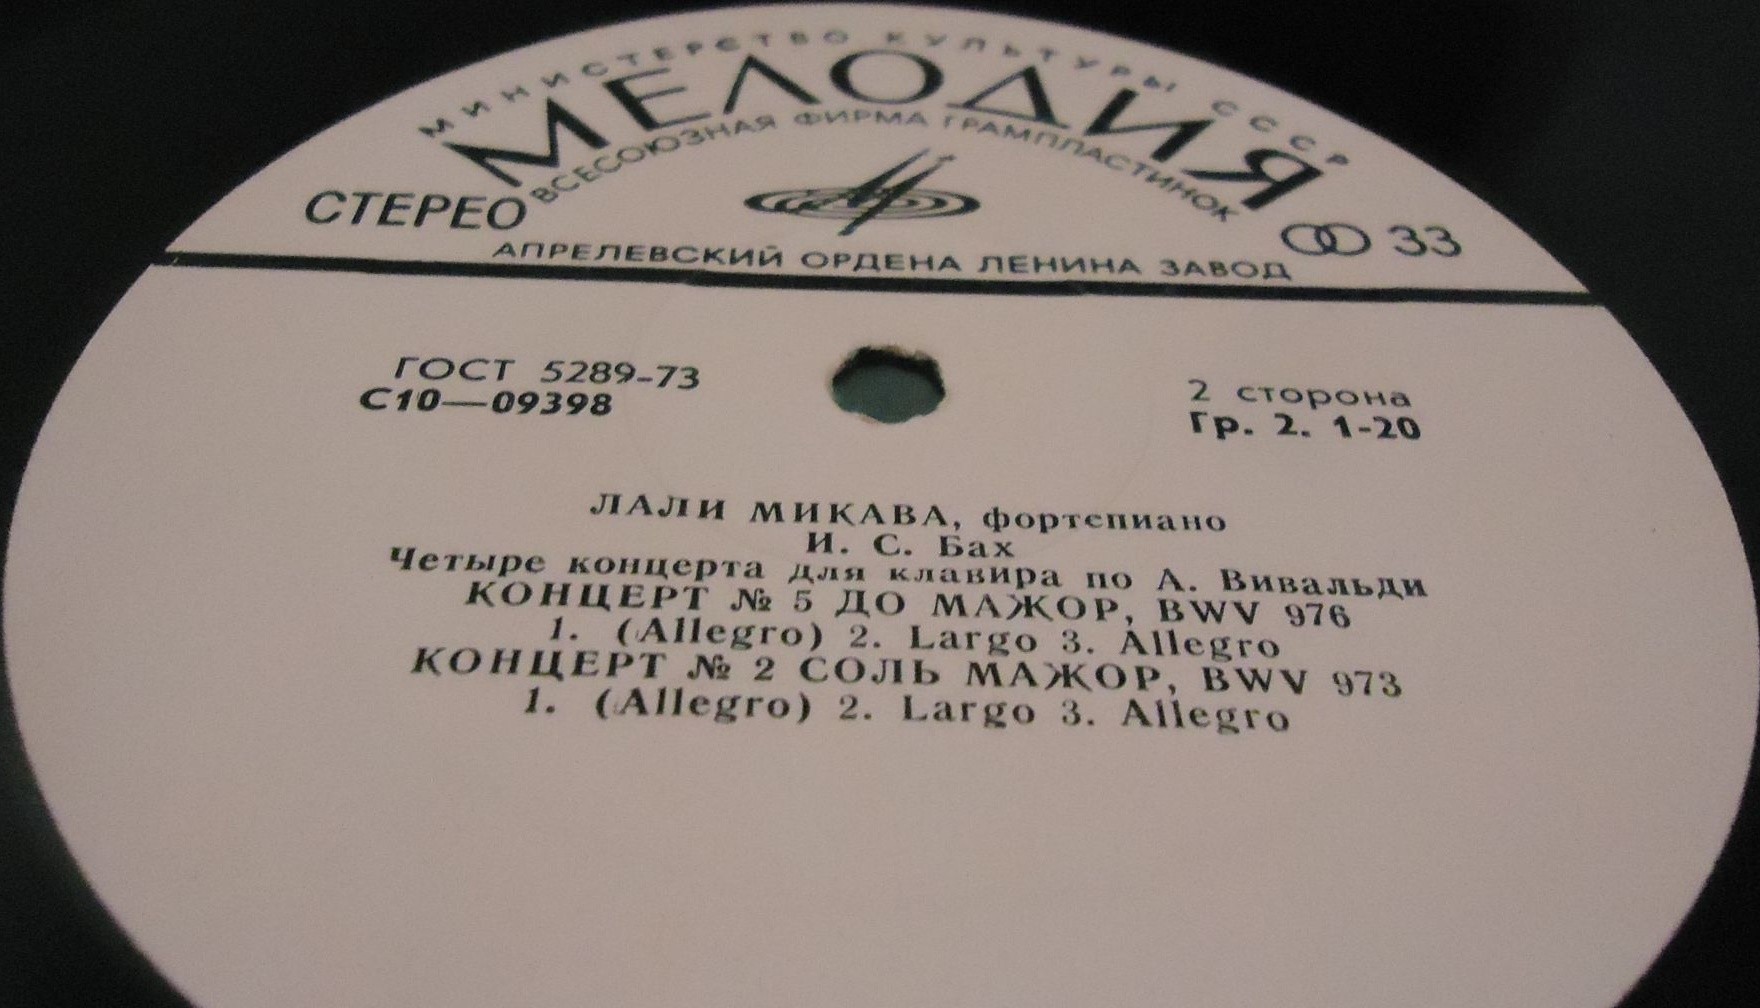 МИНИСТЕРСТВО КУЛЬТУРЫ СССР
МЕЛОДИЯ
ВСЕСОЮЗНАЯ ФИРМА ГРАМПЛАСТИНОК
СТЕРЕО
33
АПРЕЛЕВСКИЙ ОРДЕНА ЛЕНИНА ЗАВОД
ГОСТ 5289-73
С10—09398
2 сторона
Гр. 2. 1-20
ЛАЛИ МИКАВА, фортепиано
И. С. Бах
Четыре концерта для клавира по А. Вивальди
КОНЦЕРТ № 5 ДО МАЖОР, BWV 976
1. (Allegro) 2. Largo 3. Allegro
КОНЦЕРТ № 2 СОЛЬ МАЖОР, BWV 973
1. (Allegro) 2. Largo 3. Allegro